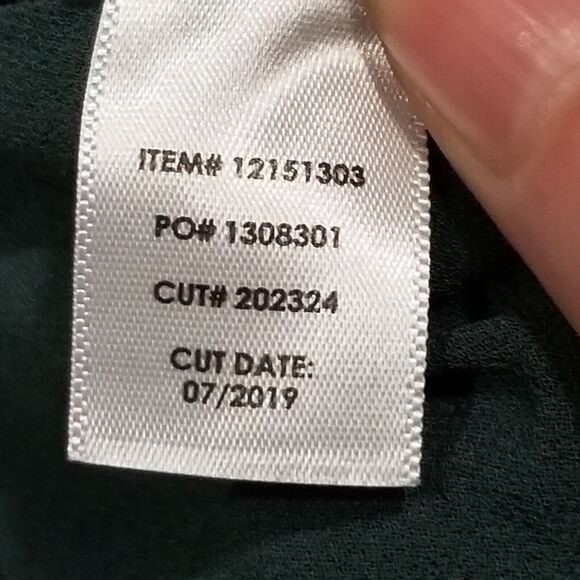 ITEM# 12151303
PO# 1308301
CUT# 202324
CUT DATE:
07/2019